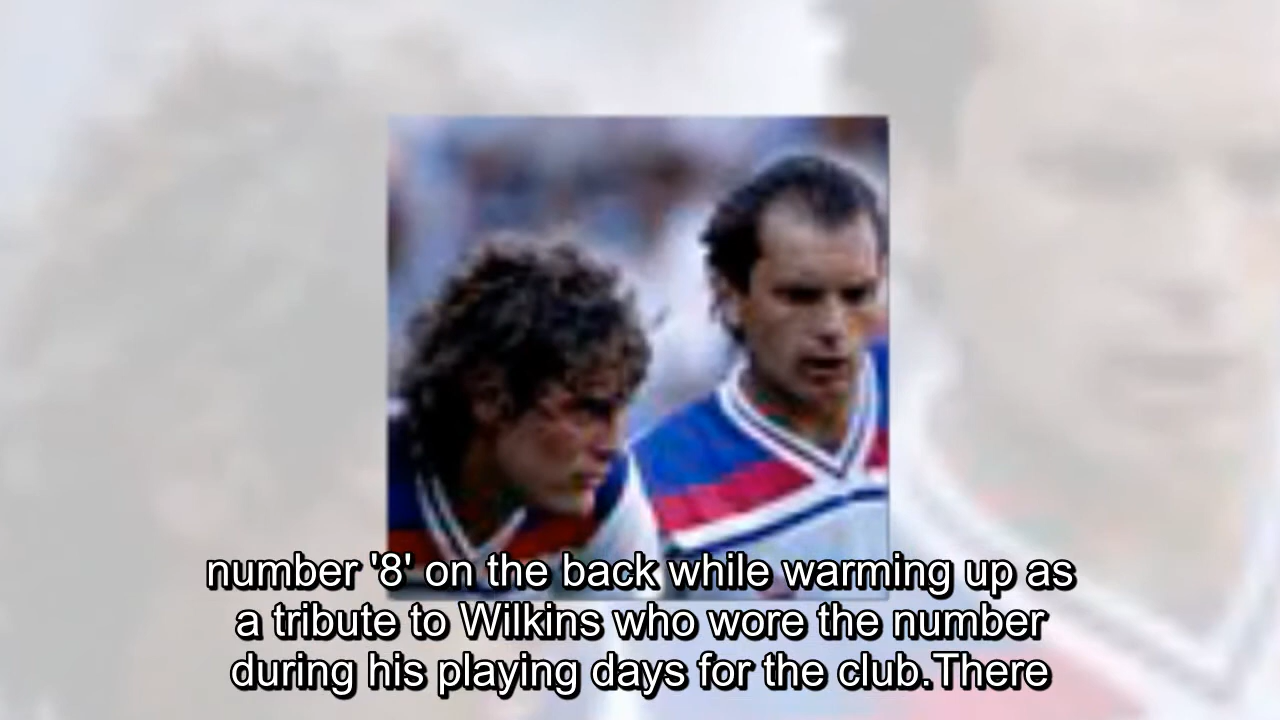 number '8' on the back while warming up as
a tribute to Wilkins who wore the number
during his playing days for the club.There